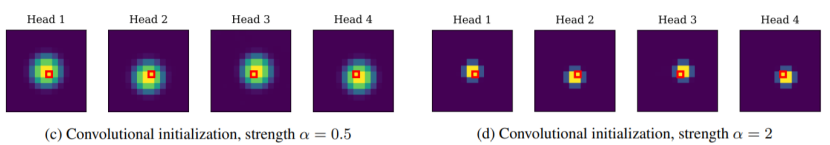 Head 1 Head 2 Head 3 Head 4 Head 1 Head 2 Head 3 Head 4
(c) Convolutional initialization, strength α = 0.5
(d) Convolutional initialization, strength α = 2